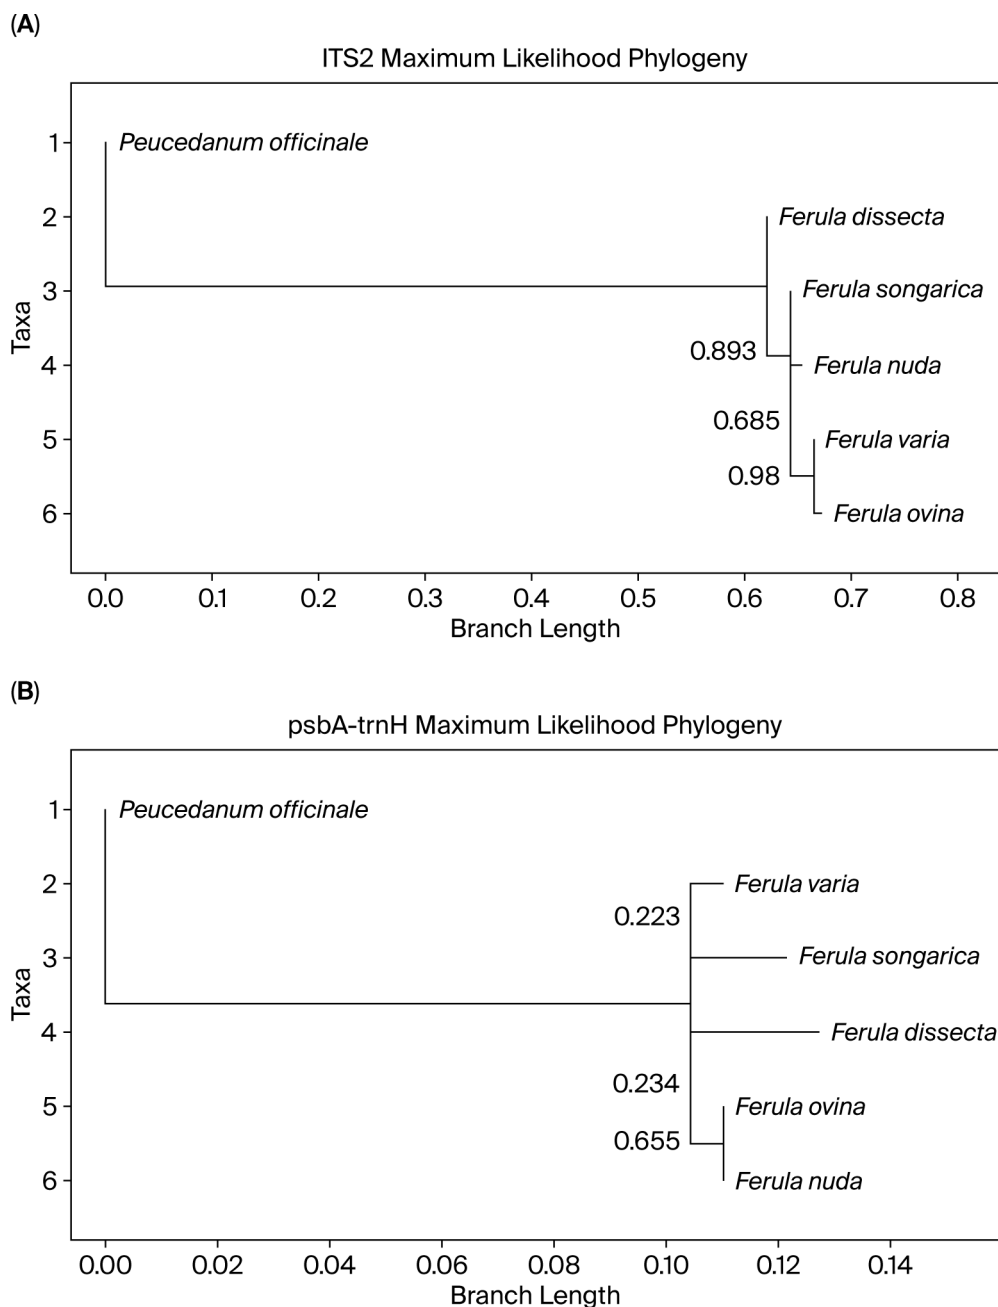 (A)
ITS2 Maximum Likelihood Phylogeny
Taxa
1
Peucedanum officinale
2
Ferula dissecta
3
Ferula songarica
0.893
4
Ferula nuda
0.685
5
Ferula varia
0.98
6
Ferula ovina
0.0 0.1 0.2 0.3 0.4 0.5 0.6 0.7 0.8
Branch Length
(B)
psbA-trnH Maximum Likelihood Phylogeny
Taxa
1
Peucedanum officinale
2
Ferula varia
0.223
3
Ferula songarica
4
Ferula dissecta
0.234
5
Ferula ovina
0.655
6
Ferula nuda
0.00 0.02 0.04 0.06 0.08 0.10 0.12 0.14
Branch Length